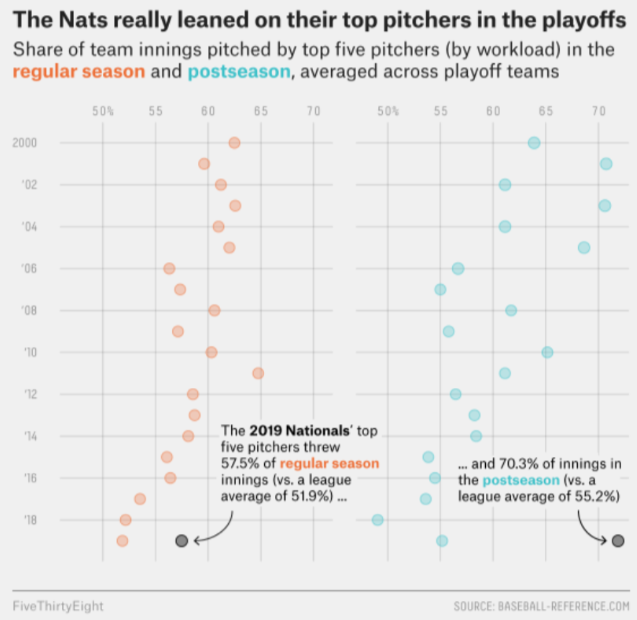 The Nats really leaned on their top pitchers in the playoffs
Share of team innings pitched by top five pitchers (by workload) in the
regular season and postseason, averaged across playoff teams
50% 55 60 65 70 50% 55 60 65 70
2000
'02
'04
'06
'08
'10
'12
'14
'16
'18
The 2019 Nationals' top
five pitchers threw
57.5% of regular season
innings (vs. a league
average of 51.9%) ...
... and 70.3% of innings in
the postseason (vs. a
league average of 55.2%)
FiveThirtyEight SOURCE: BASEBALL-REFERENCE.COM